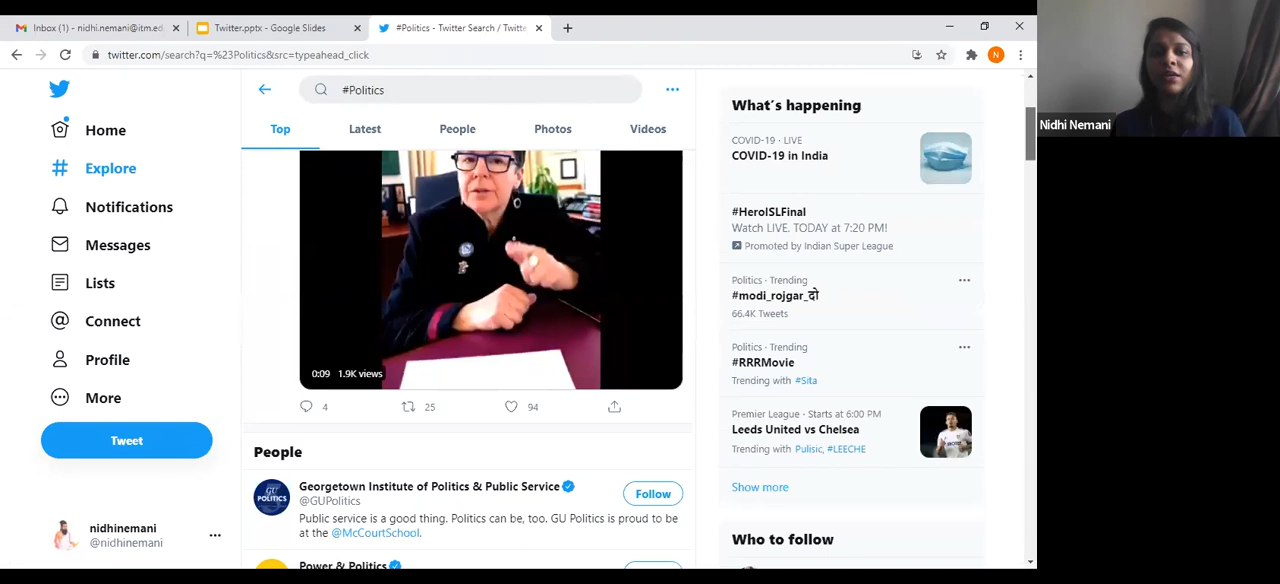 Inbox (1) - nidhi.nemani@itm.ed
Twitter.pptx - Google Slides
#Politics - Twitter Search / Twitte
twitter.com/search?q=%23Politics&src=typeahead_click
N
Nidhi Nemani
Home
Explore
Notifications
Messages
Lists
Connect
Profile
More
Tweet
nidhinemani
@nidhinemani
#Politics
Top
Latest
People
Photos
Videos
0:09 1.9K views
4
25
94
People
GU POLITICS
Georgetown Institute of Politics & Public Service
@GUPolitics
Follow
Public service is a good thing. Politics can be, too. GU Politics is proud to be
at the @McCourtSchool.
Power & Politics
What's happening
COVID-19 · LIVE
COVID-19 in India
#HeroISLFinal
Watch LIVE. TODAY at 7:20 PM!
Promoted by Indian Super League
Politics · Trending
#modi_rojgar_दो
66.4K Tweets
Politics · Trending
#RRRMovie
Trending with #Sita
Premier League · Starts at 6:00 PM
Leeds United vs Chelsea
Trending with Pulisic, #LEECHE
Show more
Who to follow